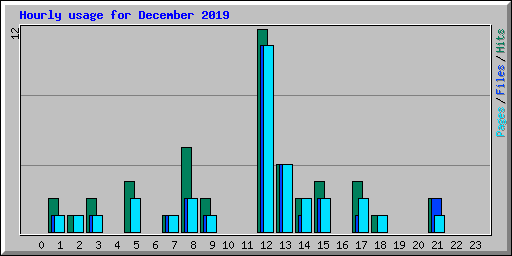 Hourly usage for December 2019
12
Pages/Files/Hits
0 1 2 3 4 5 6 7 8 9 10 11 12 13 14 15 16 17 18 19 20 21 22 23